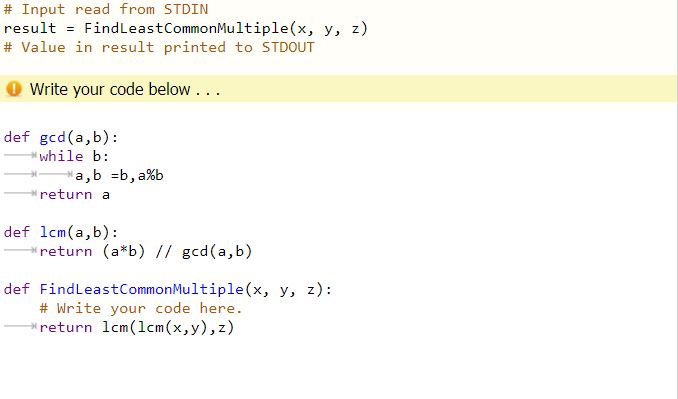 # Input read from STDIN
result = FindLeastCommonMultiple(x, y, z)
# Value in result printed to STDOUT
Write your code below . . .
def gcd(a,b):
while b:
a,b =b,a%b
return a
def lcm(a,b):
return (a*b) // gcd(a,b)
def FindLeastCommonMultiple(x, y, z):
# Write your code here.
return lcm(lcm(x,y),z)